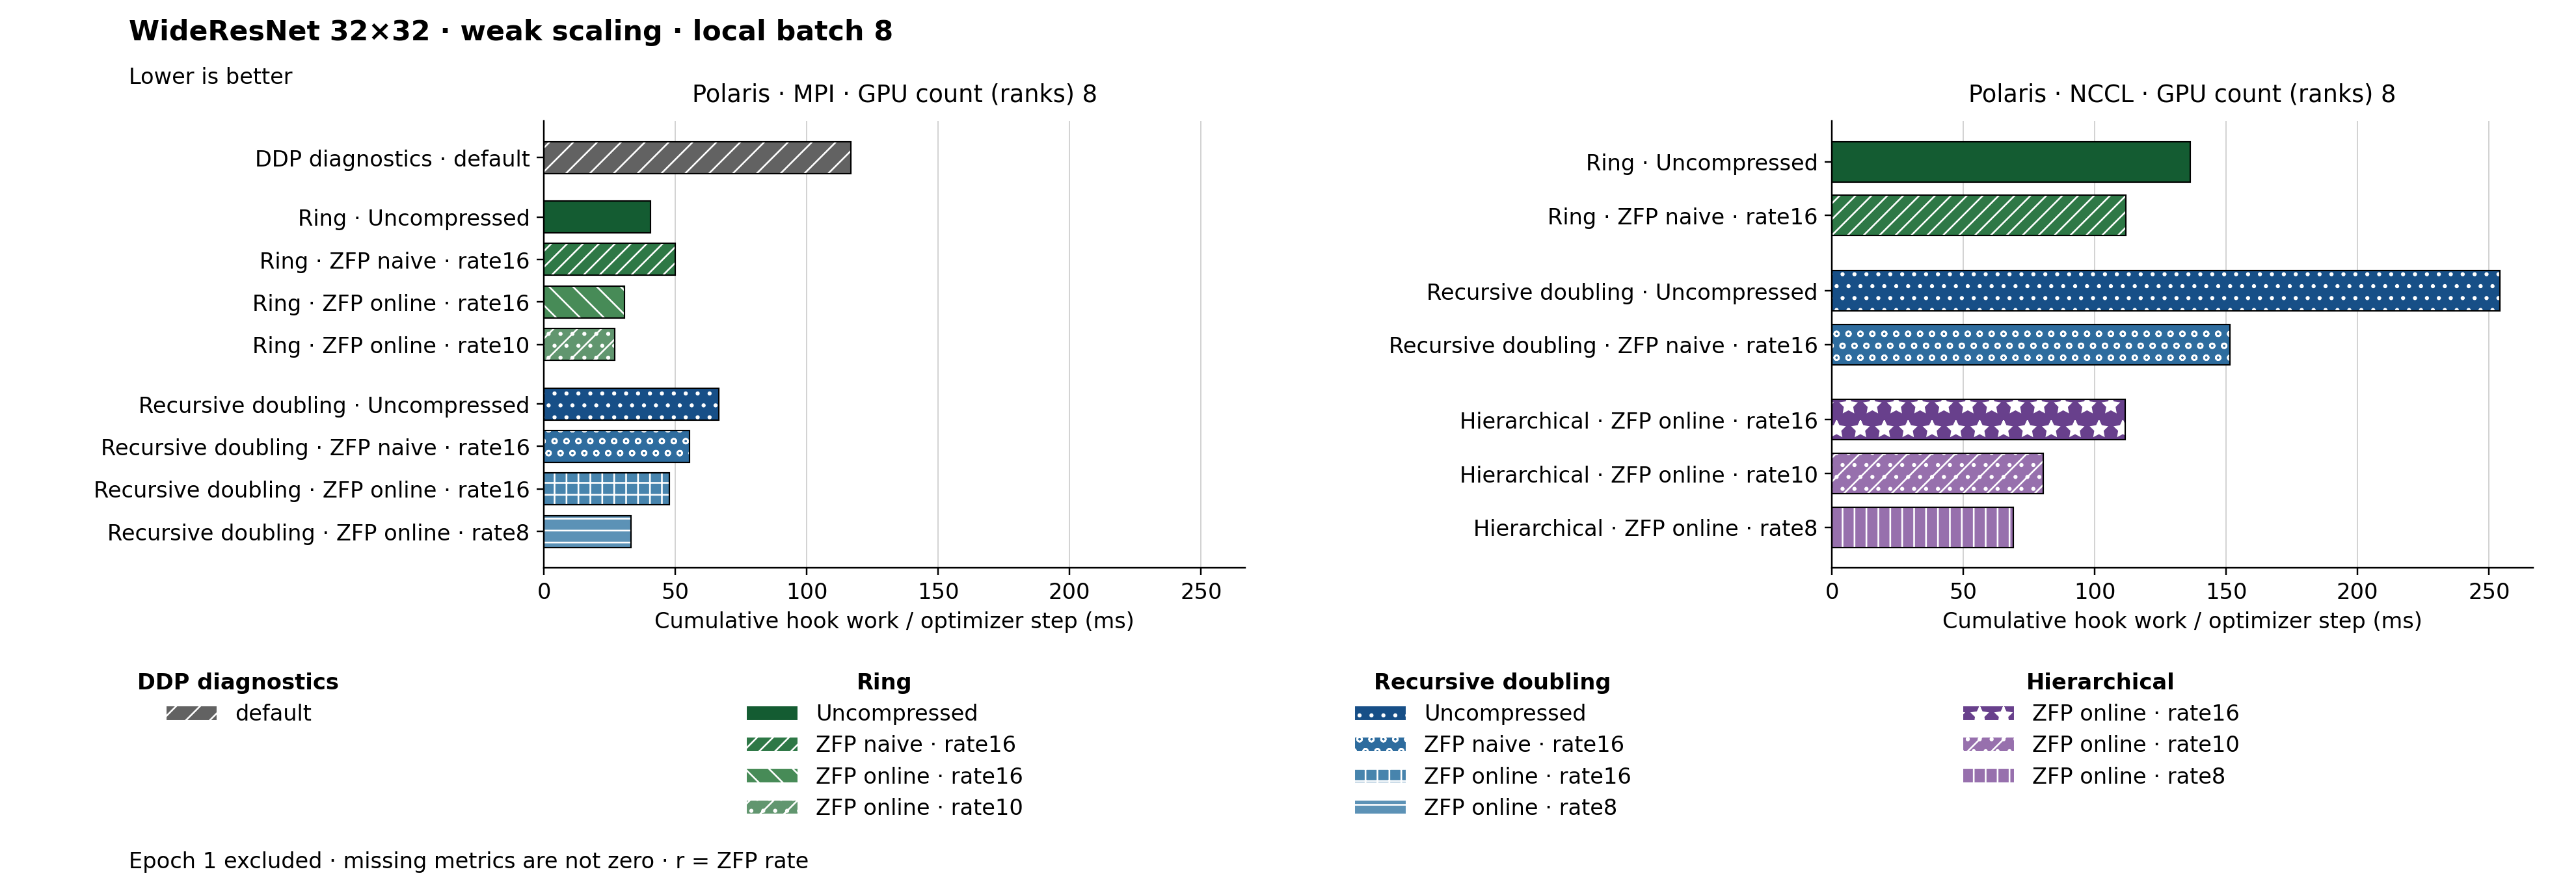 WideResNet 32×32 · weak scaling · local batch 8
Lower is better
Polaris · MPI · GPU count (ranks) 8
DDP diagnostics · default
Ring · Uncompressed
Ring · ZFP naive · rate16
Ring · ZFP online · rate16
Ring · ZFP online · rate10
Recursive doubling · Uncompressed
Recursive doubling · ZFP naive · rate16
Recursive doubling · ZFP online · rate16
Recursive doubling · ZFP online · rate8
0 50 100 150 200 250
Cumulative hook work / optimizer step (ms)
Polaris · NCCL · GPU count (ranks) 8
Ring · Uncompressed
Ring · ZFP naive · rate16
Recursive doubling · Uncompressed
Recursive doubling · ZFP naive · rate16
Hierarchical · ZFP online · rate16
Hierarchical · ZFP online · rate10
Hierarchical · ZFP online · rate8
0 50 100 150 200 250
Cumulative hook work / optimizer step (ms)
DDP diagnostics
default
Ring
Uncompressed
ZFP naive · rate16
ZFP online · rate16
ZFP online · rate10
Recursive doubling
Uncompressed
ZFP naive · rate16
ZFP online · rate16
ZFP online · rate8
Hierarchical
ZFP online · rate16
ZFP online · rate10
ZFP online · rate8
Epoch 1 excluded · missing metrics are not zero · r = ZFP rate